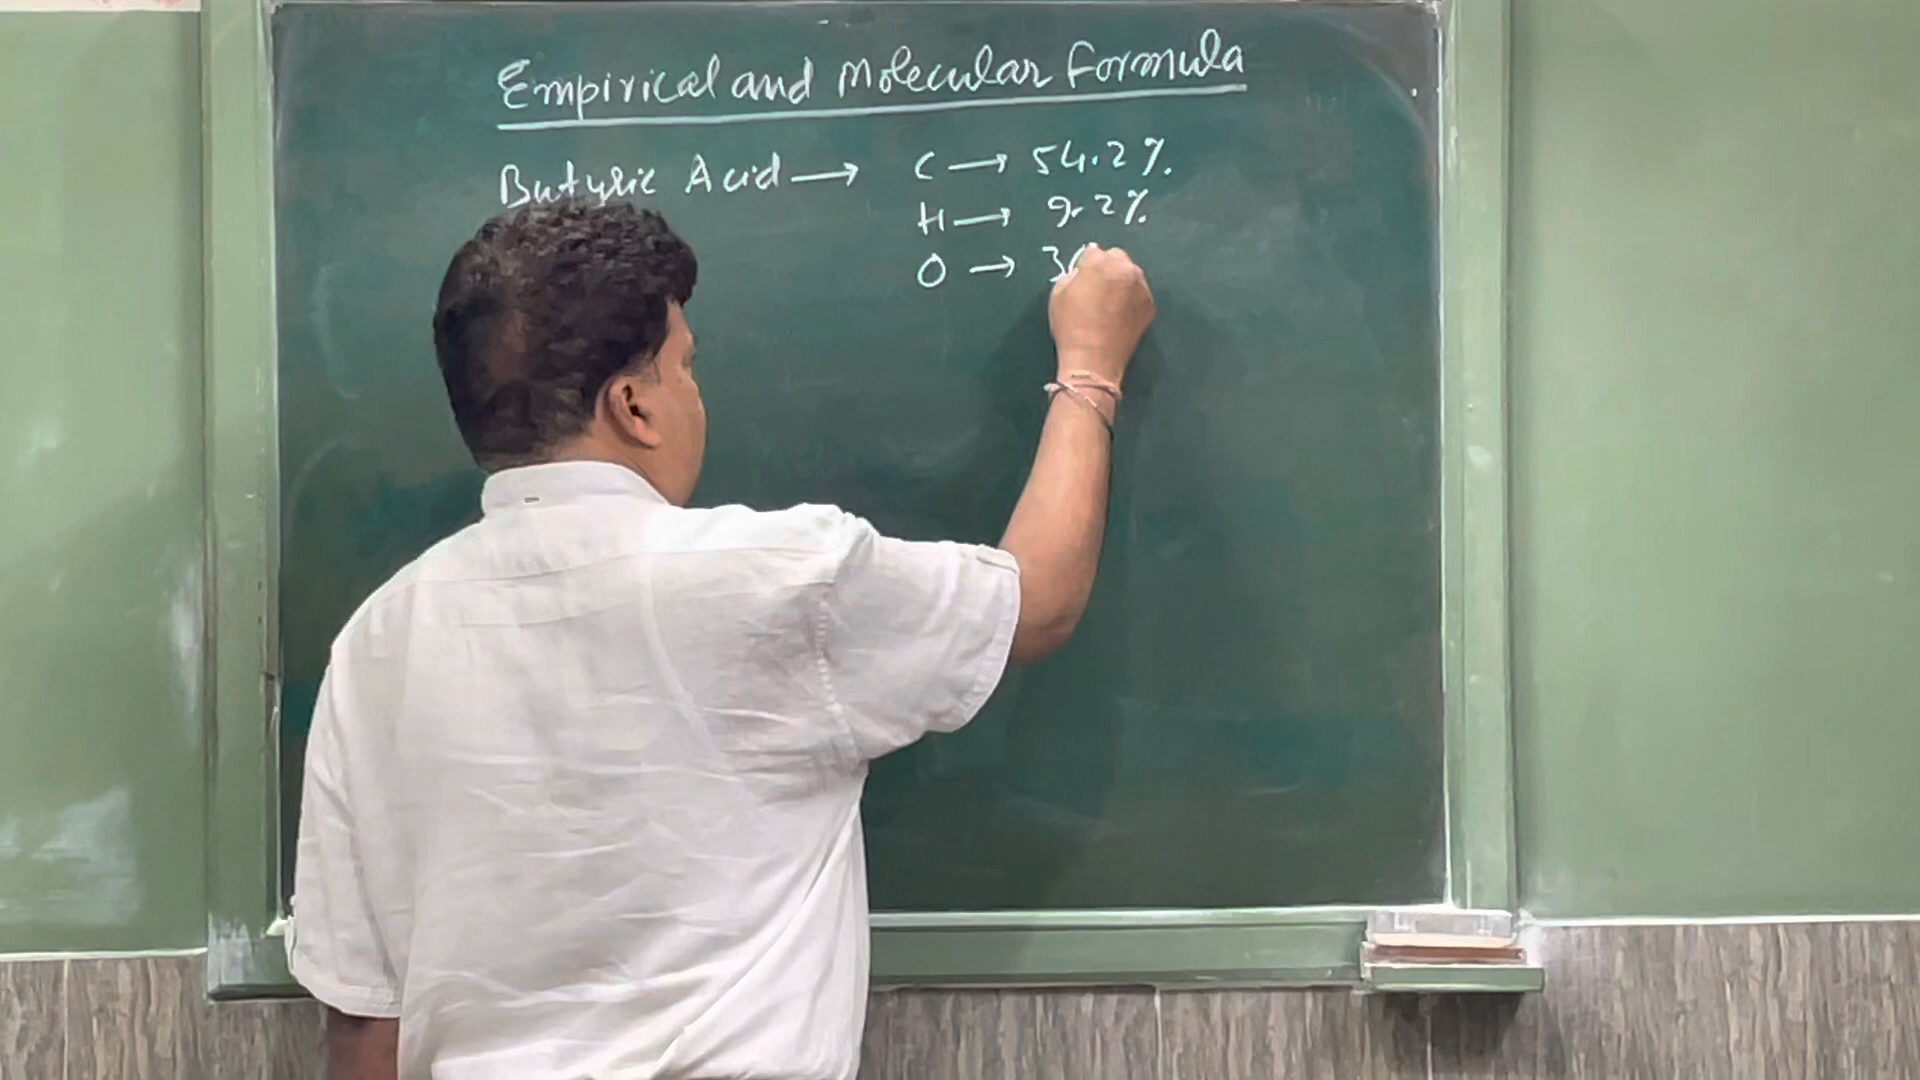 Empirical and Molecular Formula
Butyric Acid → C → 54.2%.
H → 9.2%.
O → 3